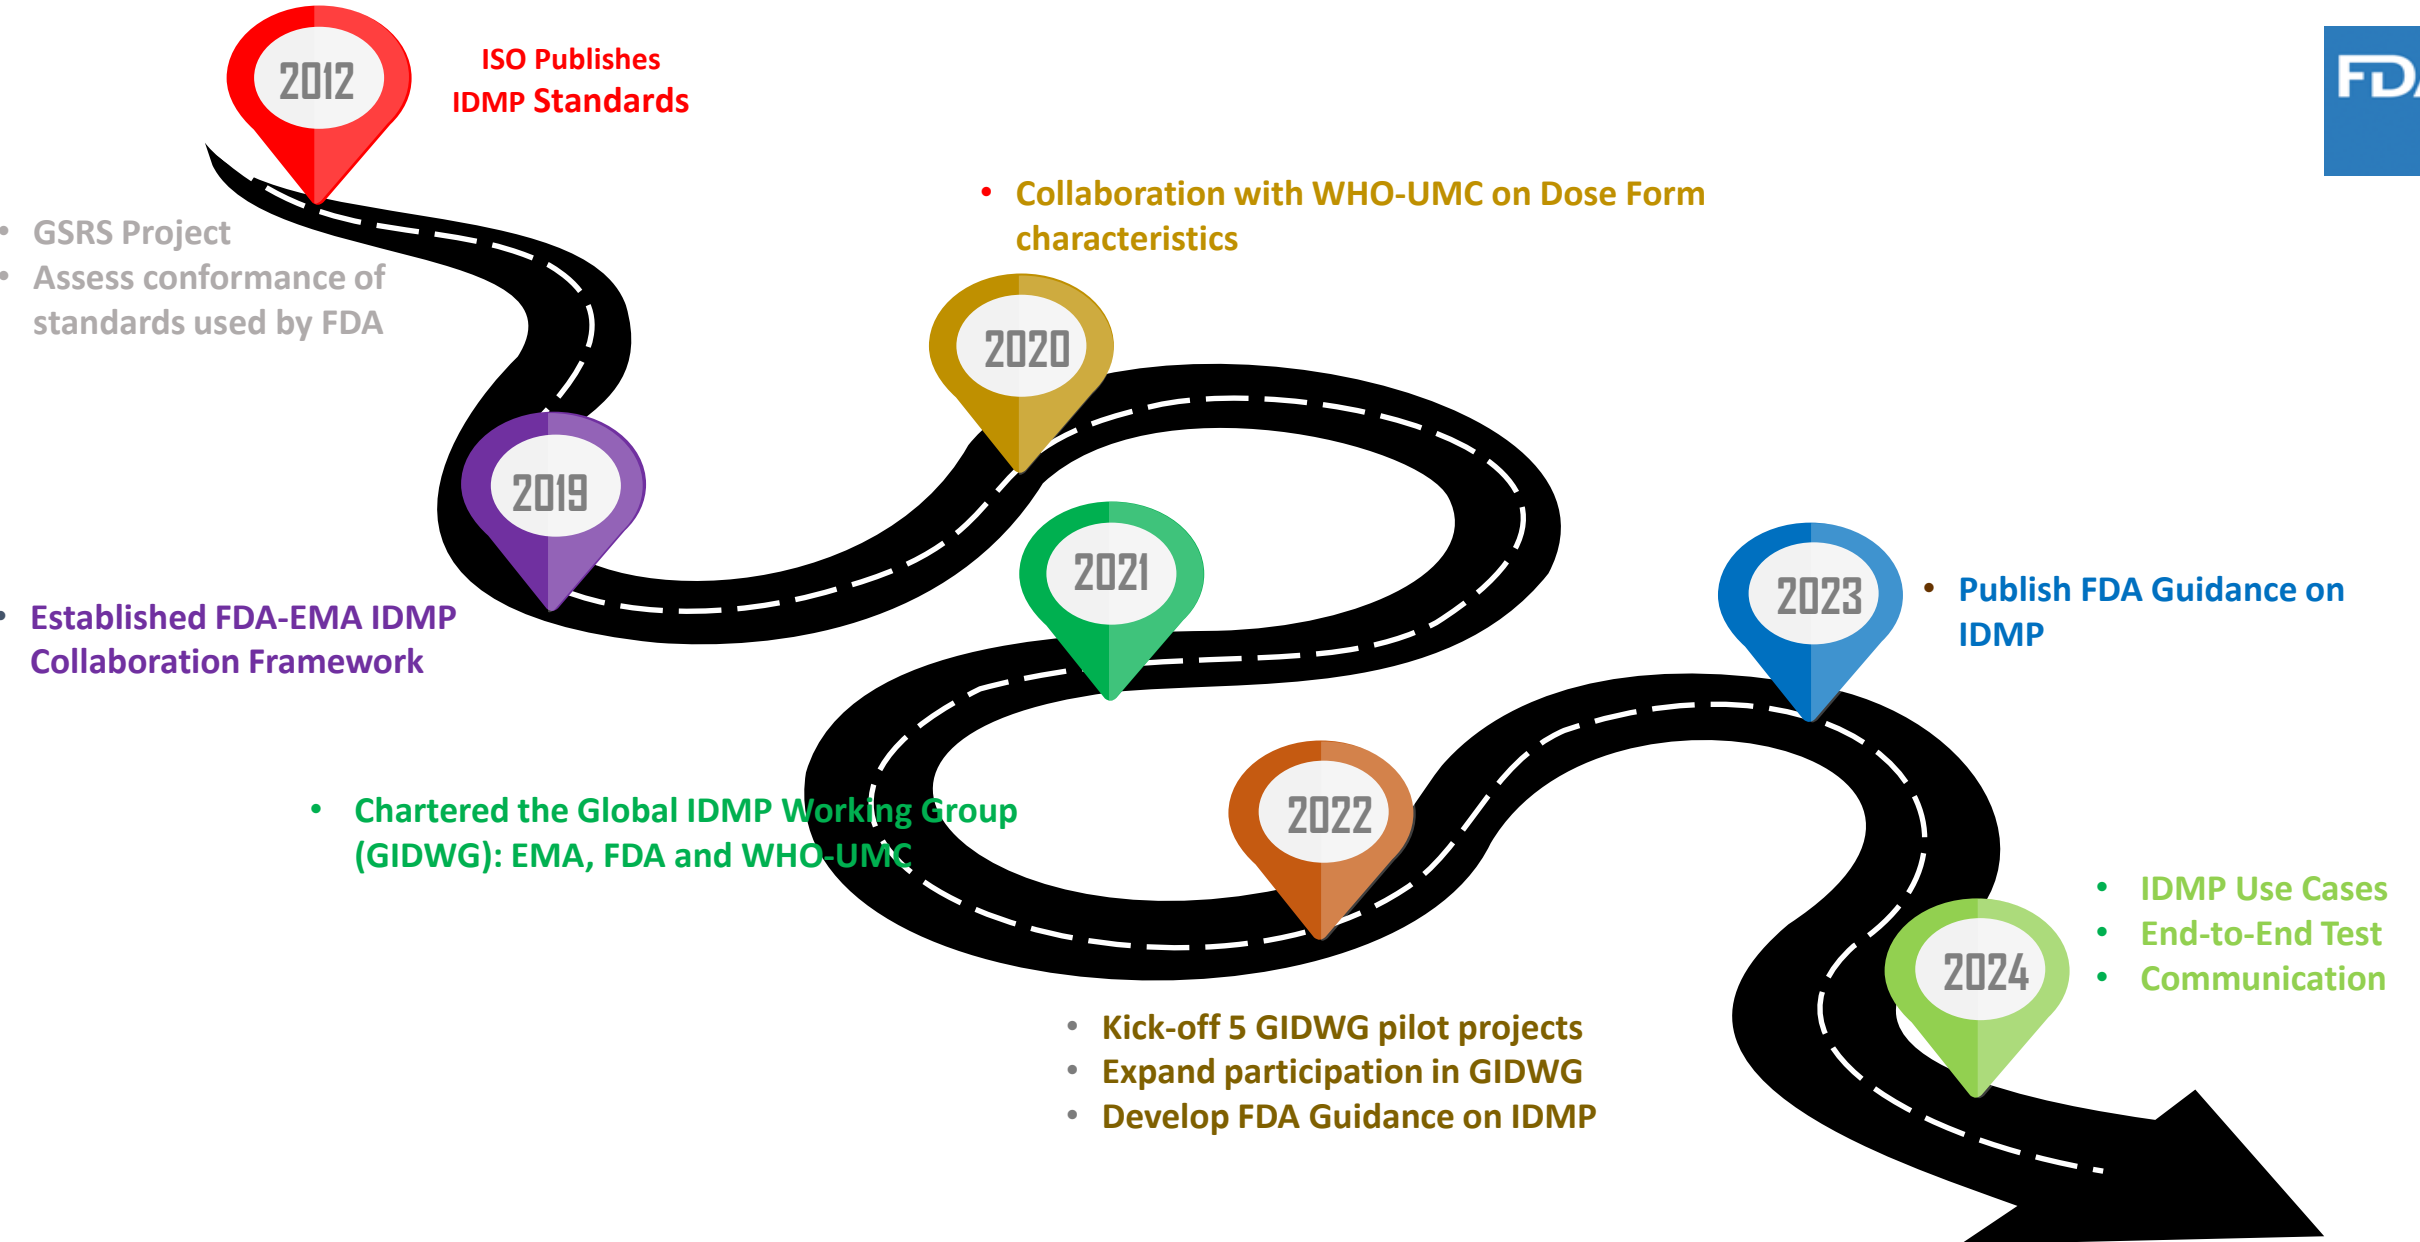 2012
ISO Publishes
IDMP Standards
FDA
• GSRS Project
• Assess conformance of
standards used by FDA
2019
• Established FDA-EMA IDMP
Collaboration Framework
2020
• Collaboration with WHO-UMC on Dose Form
characteristics
2021
• Chartered the Global IDMP Working Group
(GIDWG): EMA, FDA and WHO-UMC
2022
• Kick-off 5 GIDWG pilot projects
• Expand participation in GIDWG
• Develop FDA Guidance on IDMP
2023
• Publish FDA Guidance on
IDMP
2024
• IDMP Use Cases
• End-to-End Test
• Communication